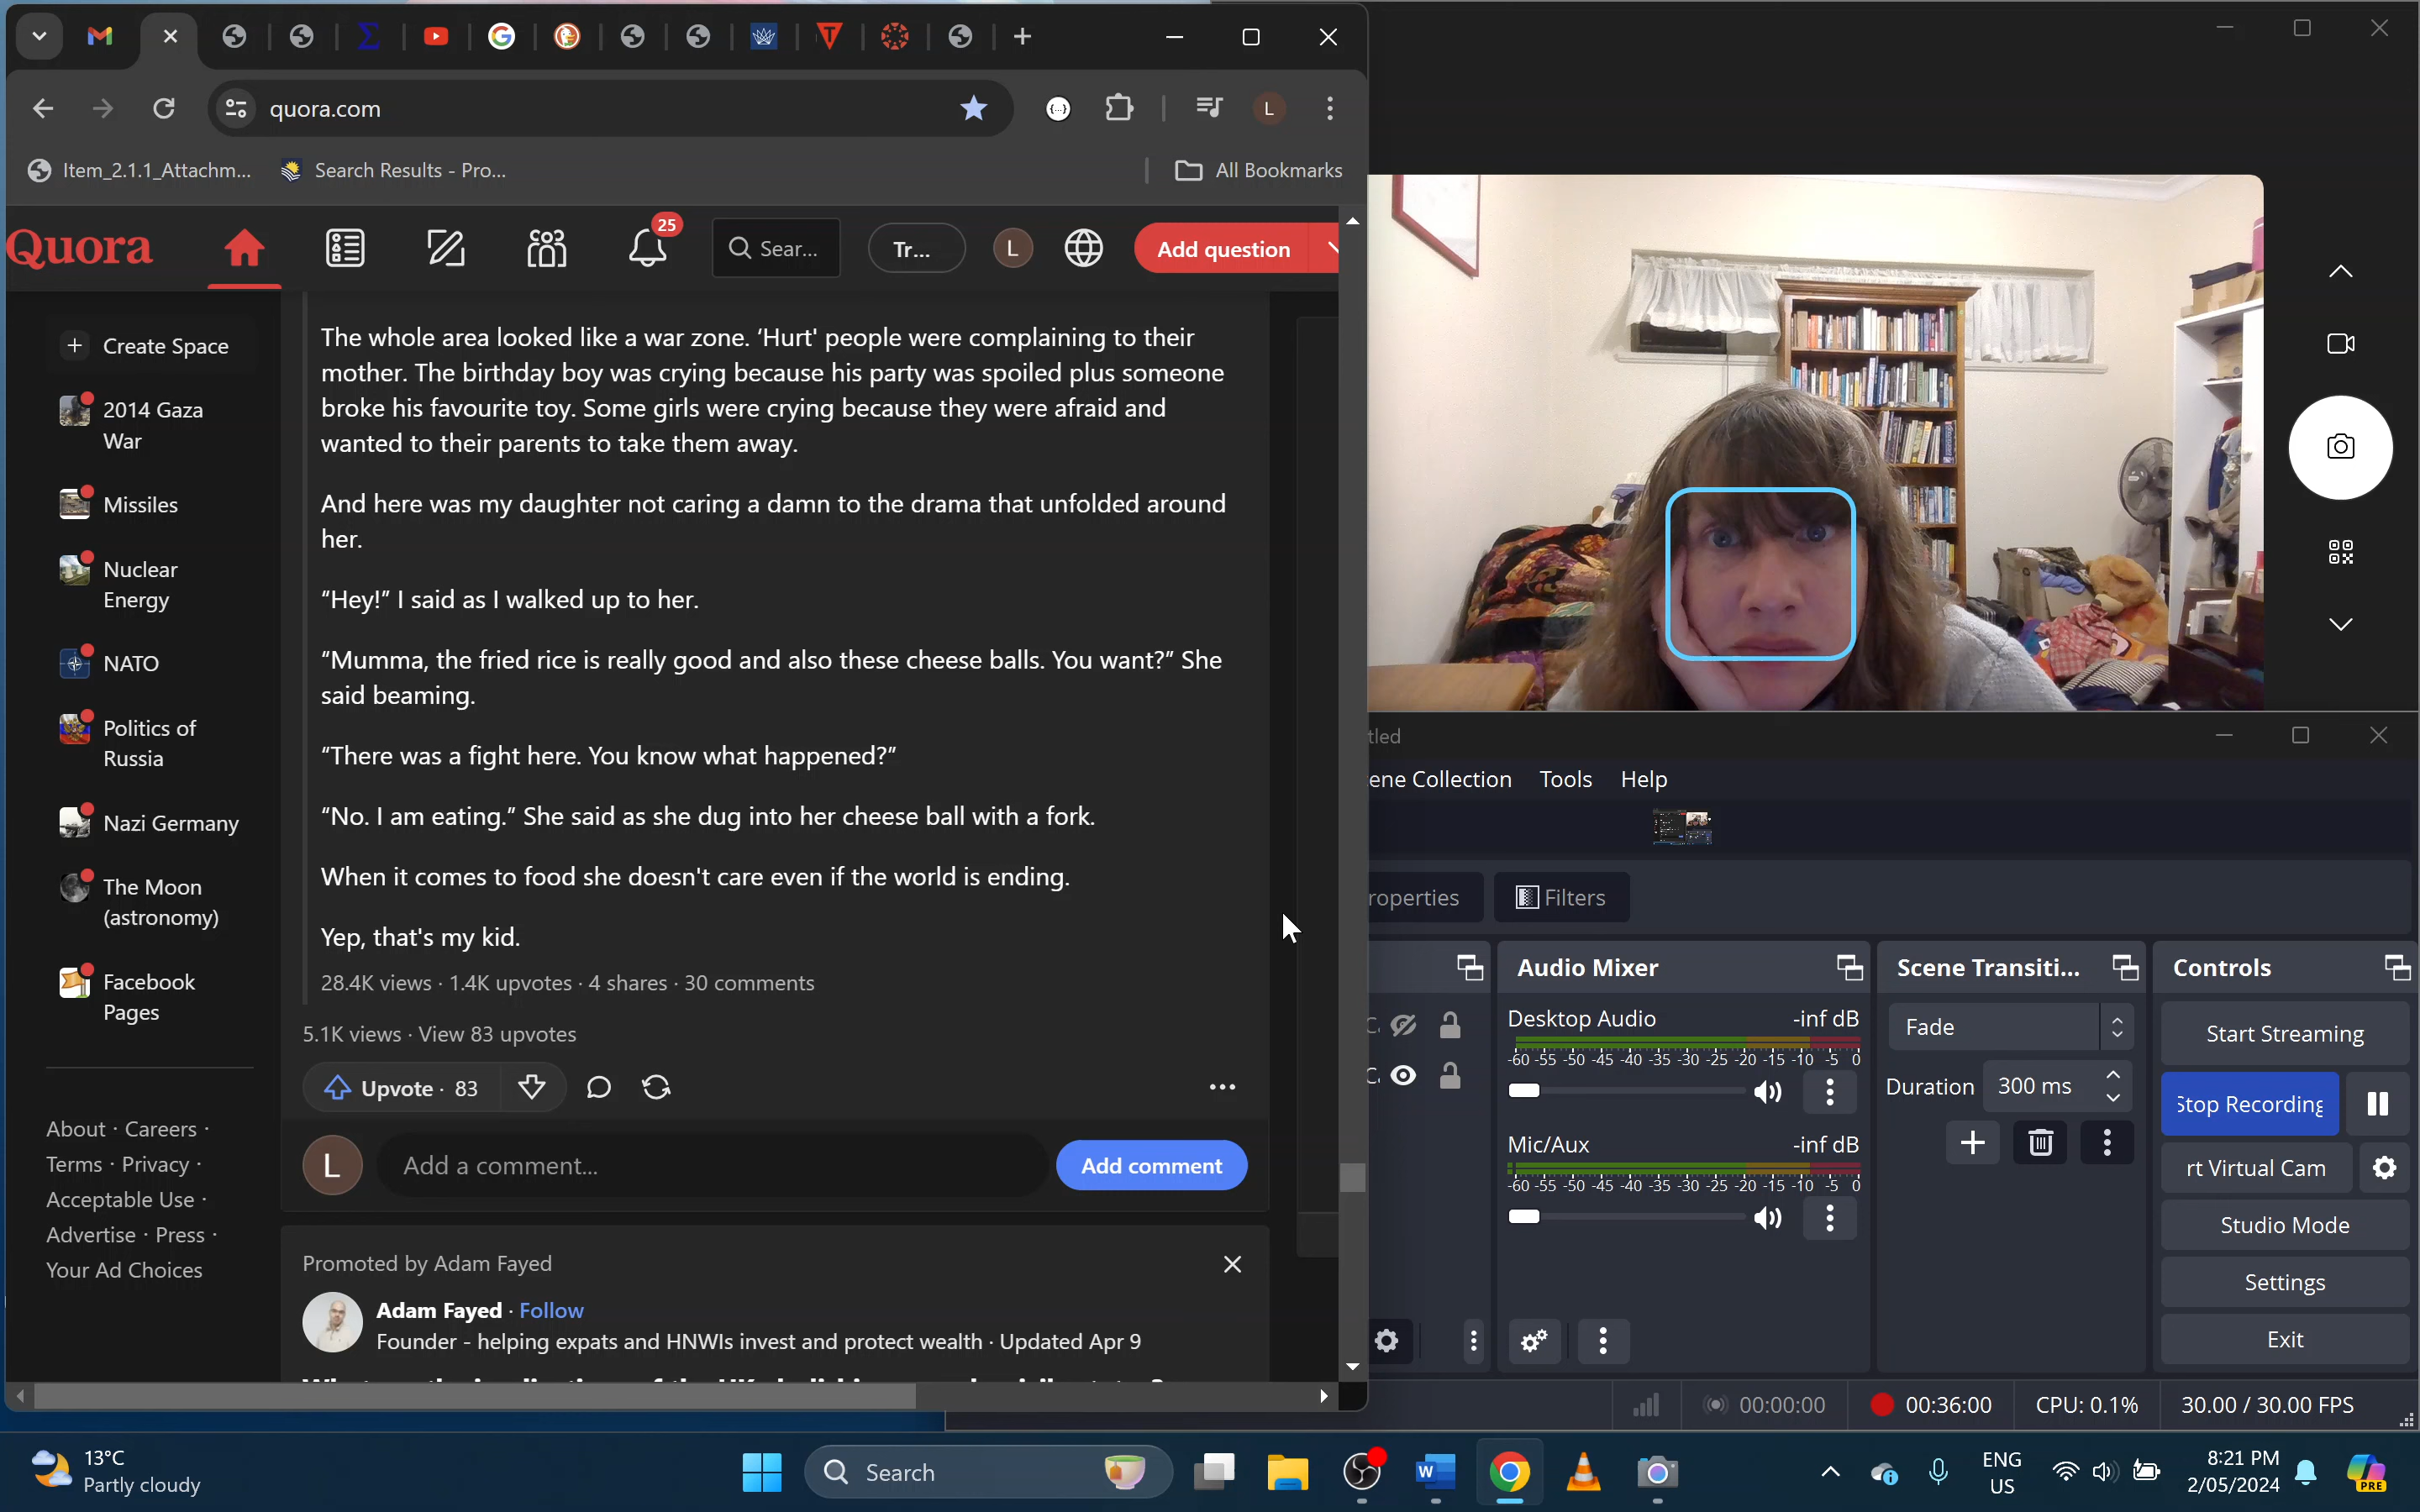 quora.com
Item_2.1.1_Attachm...
Search Results - Pro...
All Bookmarks
Quora
25
Sear...
Tr...
L
Add question
Create Space
2014 Gaza
War
Missiles
Nuclear
Energy
NATO
Politics of
Russia
Nazi Germany
The Moon
(astronomy)
Facebook
Pages
About · Careers ·
Terms · Privacy ·
Acceptable Use ·
Advertise · Press ·
Your Ad Choices
The whole area looked like a war zone. ‘Hurt' people were complaining to their
mother. The birthday boy was crying because his party was spoiled plus someone
broke his favourite toy. Some girls were crying because they were afraid and
wanted to their parents to take them away.
And here was my daughter not caring a damn to the drama that unfolded around
her.
“Hey!” I said as I walked up to her.
“Mumma, the fried rice is really good and also these cheese balls. You want?” She
said beaming.
“There was a fight here. You know what happened?”
“No. I am eating.” She said as she dug into her cheese ball with a fork.
When it comes to food she doesn't care even if the world is ending.
Yep, that's my kid.
28.4K views · 1.4K upvotes · 4 shares · 30 comments
5.1K views · View 83 upvotes
Upvote · 83
L
Add a comment...
Add comment
Promoted by Adam Fayed
Adam Fayed · Follow
Founder - helping expats and HNWIs invest and protect wealth · Updated Apr 9
tled
ene Collection Tools Help
roperties
Filters
Audio Mixer
Desktop Audio -inf dB
-60 -55 -50 -45 -40 -35 -30 -25 -20 -15 -10 -5 0
Mic/Aux -inf dB
-60 -55 -50 -45 -40 -35 -30 -25 -20 -15 -10 -5 0
Scene Transiti...
Fade
Duration 300 ms
Controls
Start Streaming
Stop Recording
rt Virtual Cam
Studio Mode
Settings
Exit
00:00:00
00:36:00
CPU: 0.1%
30.00 / 30.00 FPS
13°C
Partly cloudy
Search
ENG
US
8:21 PM
2/05/2024
PRE